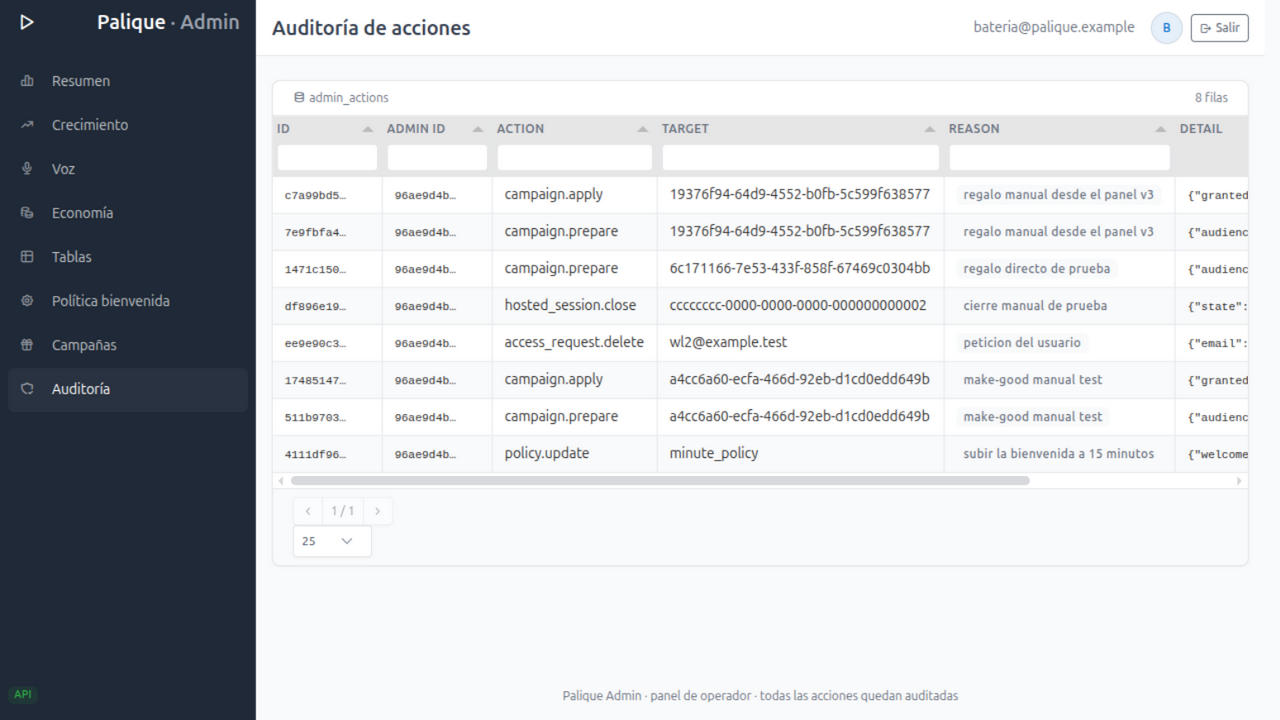 Palique · Admin
Resumen
Crecimiento
Voz
Economía
Tablas
Política bienvenida
Campañas
Auditoría
API
Auditoría de acciones
bateria@palique.example
B
Salir
admin_actions
8 filas
ID ADMIN ID ACTION TARGET REASON DETAIL
c7a99bd5… 96ae9d4b… campaign.apply 19376f94-64d9-4552-b0fb-5c599f638577 regalo manual desde el panel v3 {"granted
7e9fbfa4… 96ae9d4b… campaign.prepare 19376f94-64d9-4552-b0fb-5c599f638577 regalo manual desde el panel v3 {"audienc
1471c150… 96ae9d4b… campaign.prepare 6c171166-7e53-433f-858f-67469c0304bb regalo directo de prueba {"audienc
df896e19… 96ae9d4b… hosted_session.close cccccccc-0000-0000-0000-000000000002 cierre manual de prueba {"state":
ee9e90c3… 96ae9d4b… access_request.delete wl2@example.test peticion del usuario {"email":
17485147… 96ae9d4b… campaign.apply a4cc6a60-ecfa-466d-92eb-d1cd0edd649b make-good manual test {"granted
511b9703… 96ae9d4b… campaign.prepare a4cc6a60-ecfa-466d-92eb-d1cd0edd649b make-good manual test {"audienc
4111df96… 96ae9d4b… policy.update minute_policy subir la bienvenida a 15 minutos {"welcome
1 / 1
25
Palique Admin · panel de operador · todas las acciones quedan auditadas